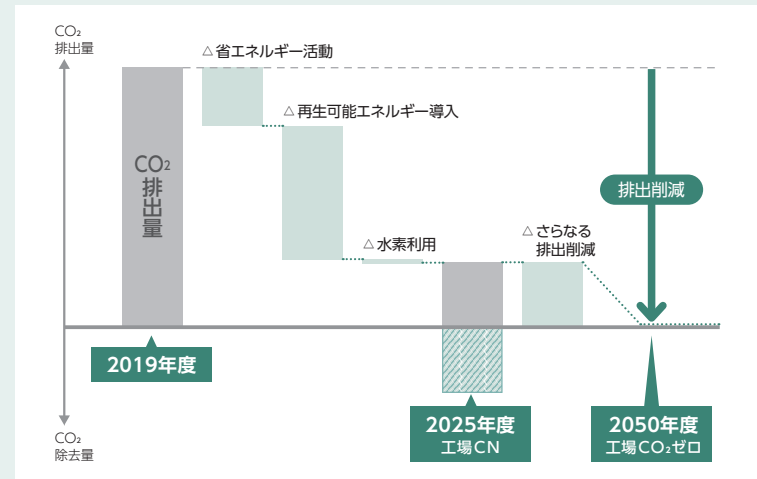 CO₂
排出量
△省エネルギー活動
△再生可能エネルギー導入
CO₂
排出量
排出削減
△水素利用
△さらなる
排出削減
2019年度
2025年度
工場CN
2050年度
工場CO₂ゼロ
CO₂
除去量